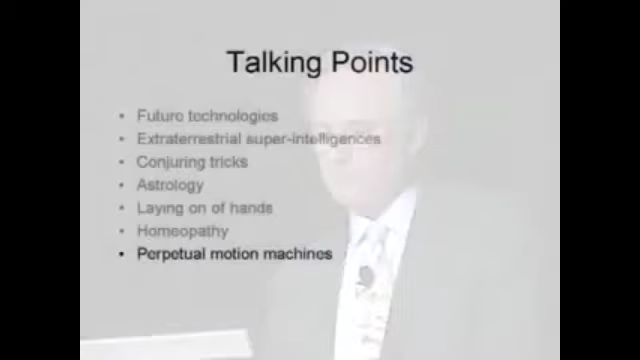 Talking Points
• Future technologies
• Extraterrestrial super-intelligences
• Conjuring tricks
• Astrology
• Laying on of hands
• Homeopathy
• Perpetual motion machines